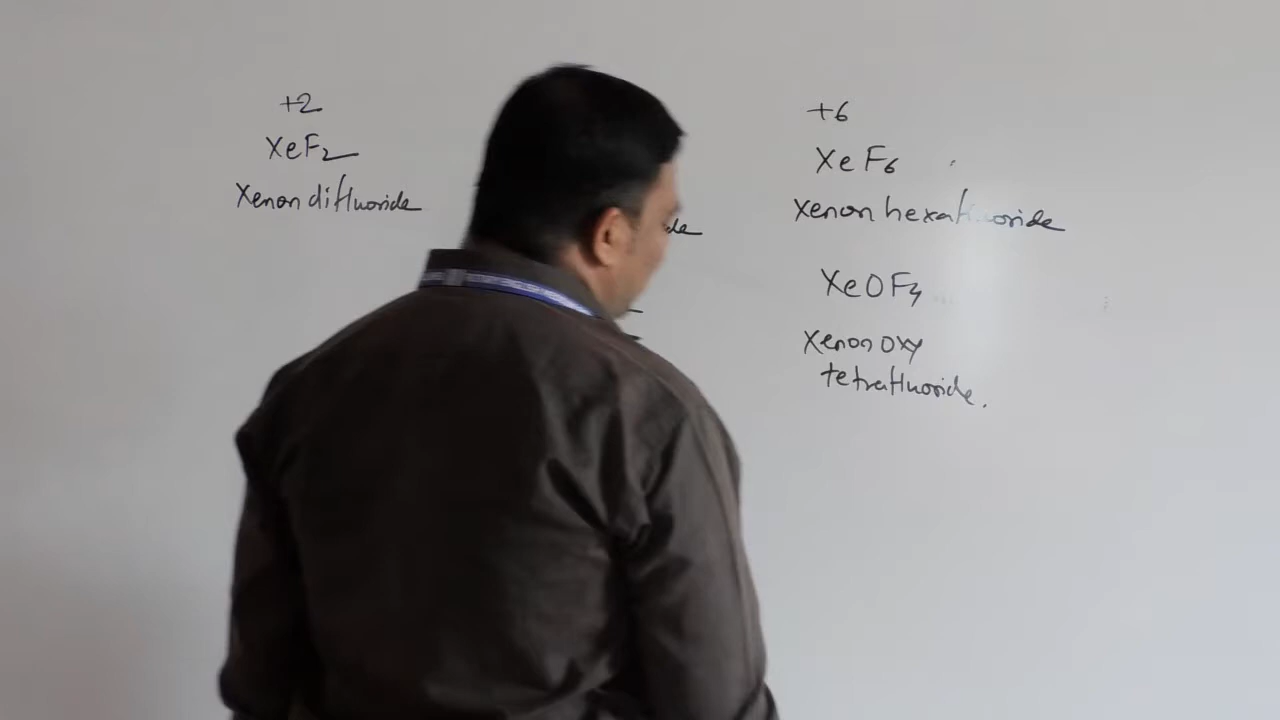 +2
XeF2
Xenon difluoride
+6
XeF6
Xenon hexafluoride
XeOF4
Xenon oxy
tetrafluoride.